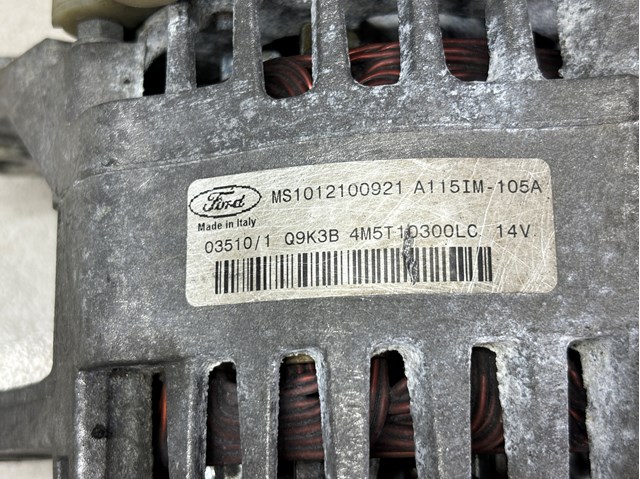 Ford MS1012100921 A115IM-105A
Made in Italy
03510/1 Q9K3B 4M5T10300LC 14V